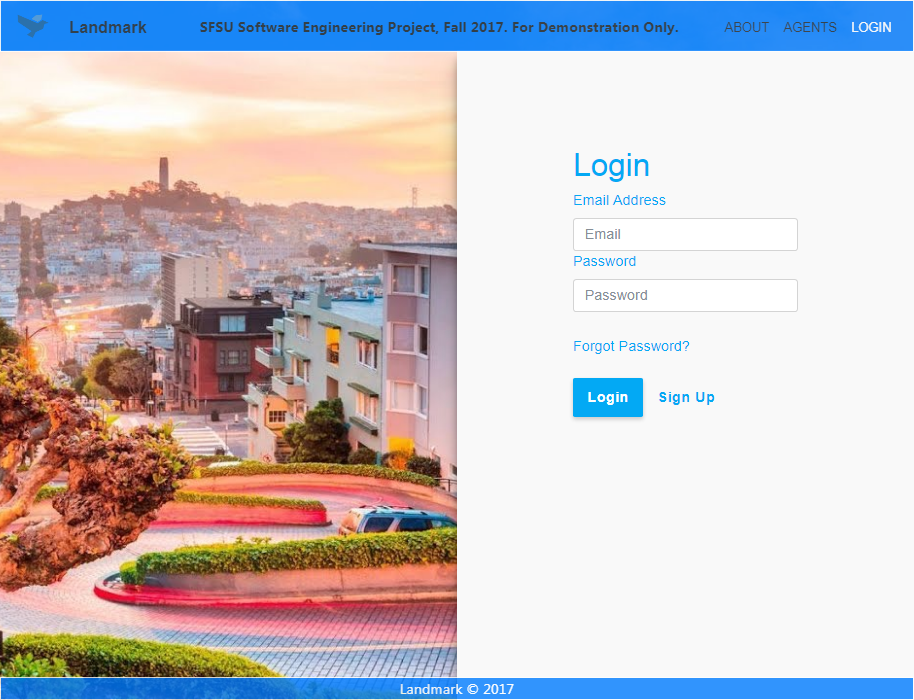 Landmark
SFSU Software Engineering Project, Fall 2017. For Demonstration Only.
ABOUT AGENTS LOGIN
Login
Email Address
Email
Password
Password
Forgot Password?
Login Sign Up
Landmark © 2017